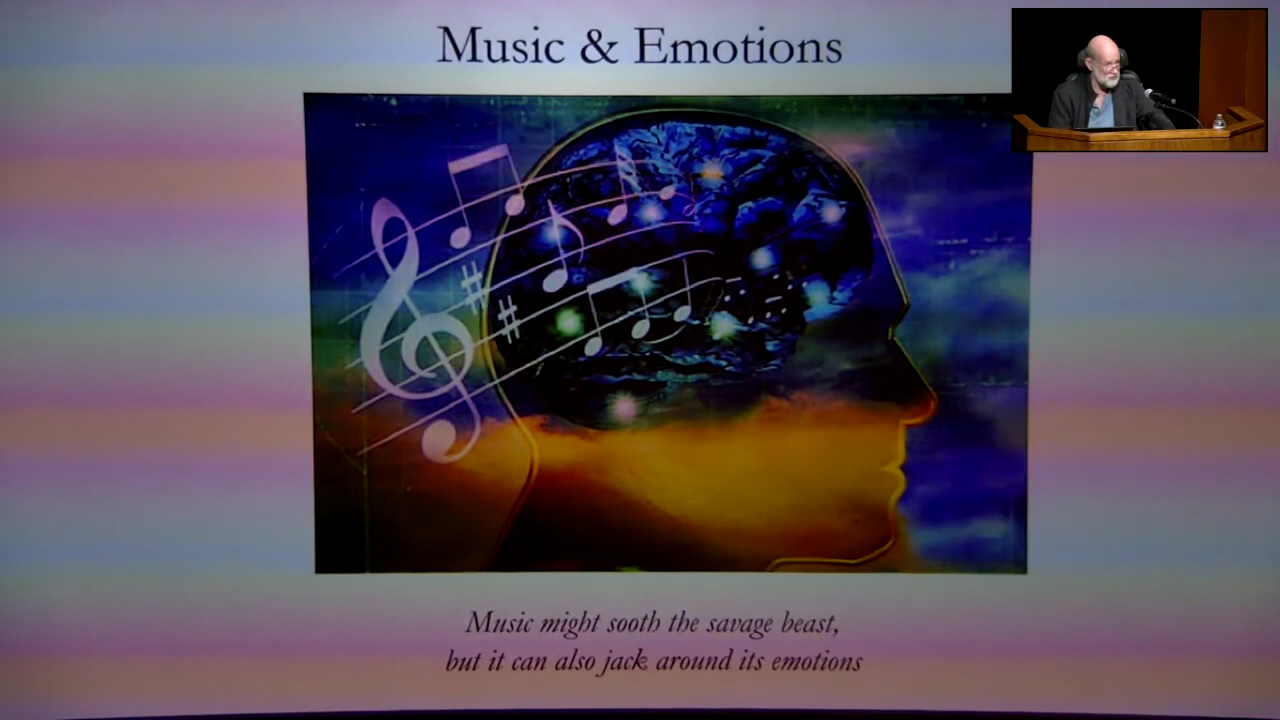 Music & Emotions
Music might sooth the savage beast,
but it can also jack around its emotions